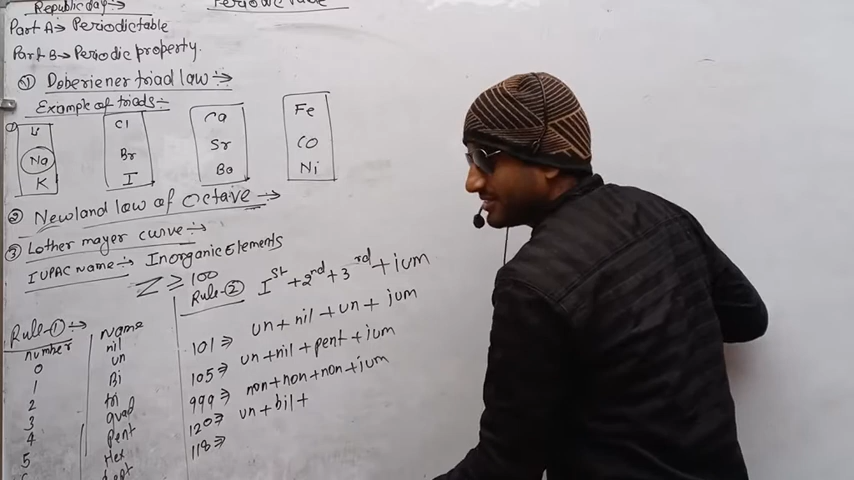 Republic day →
Periodic table
Part A → Periodic table
Part B → Periodic property.
① Doberiener triad law ÷→
Example of triads ÷
① Li Cl Ca Fe
Na Br Sr CO
K I Ba Ni
② Newland law of Octave ÷→
③ Lother mayer curve ÷
IUPAC Name ÷→ Inorganic Elements
Z ≥ 100
Rule-① ÷→ Rule-② Ist + 2nd + 3rd + ium
number Name
0 nil
1 un
2 Bi
3 tri
4 quad
5 Pent
Hex
101 ⇒ un + nil + un + ium
105 ⇒ un + nil + pent + ium
999 ⇒ non + non + non + ium
120 ⇒ un + bil +
118 ⇒